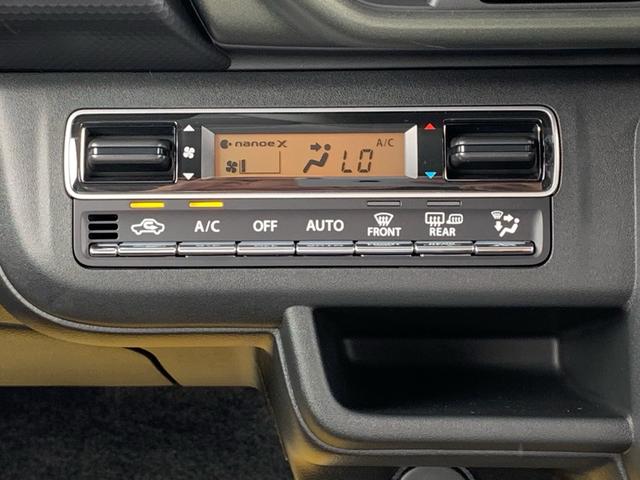 nanoe X
A/C
LO
A/C OFF AUTO FRONT REAR